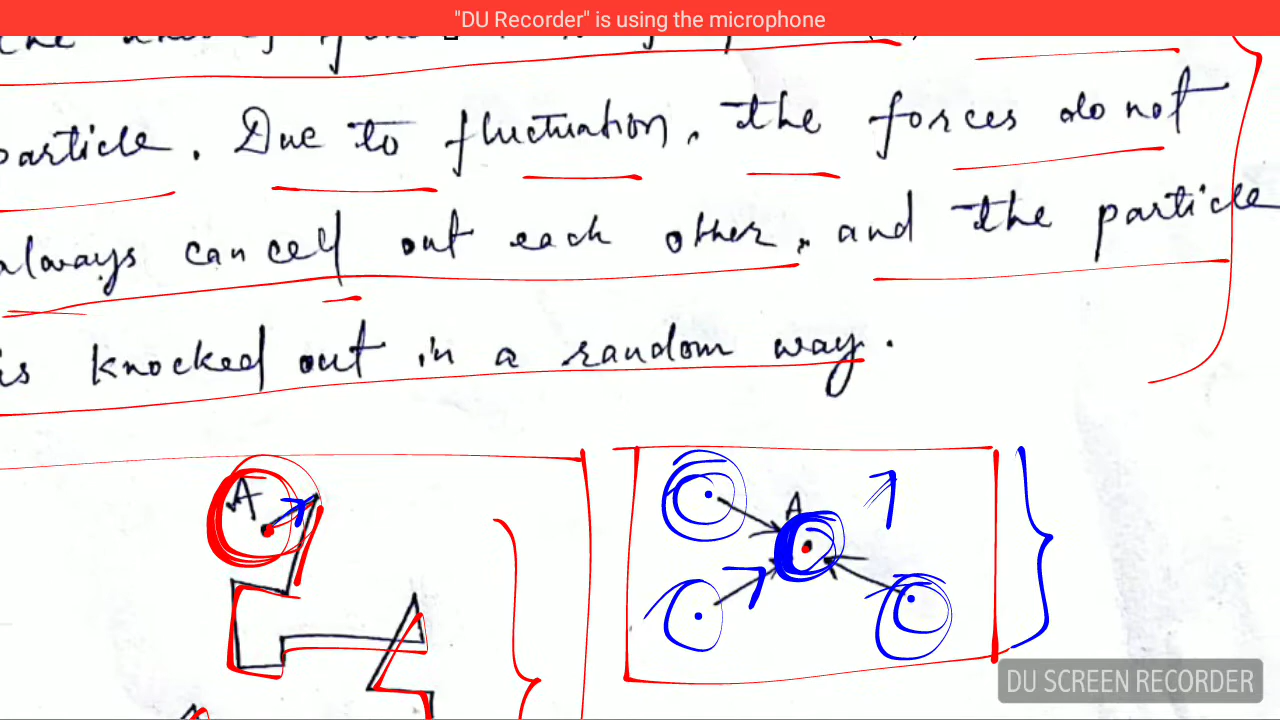 "DU Recorder" is using the microphone
the
particle. Due to fluctuation, the forces do not
always cancel out each other, and the particle
is knocked out in a random way.
A
A
DU SCREEN RECORDER